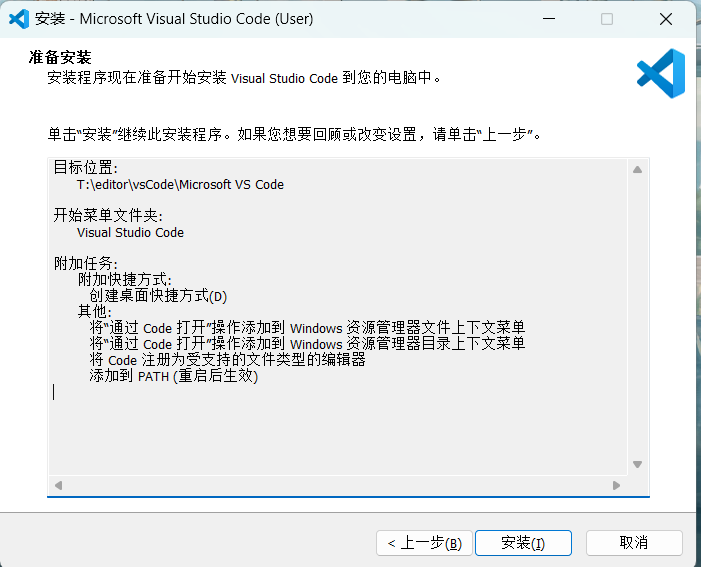 安装 - Microsoft Visual Studio Code (User)
准备安装
安装程序现在准备开始安装 Visual Studio Code 到您的电脑中。
单击“安装”继续此安装程序。如果您想要回顾或改变设置，请单击“上一步”。
目标位置:
T:\editor\vsCode\Microsoft VS Code
开始菜单文件夹:
Visual Studio Code
附加任务:
附加快捷方式:
创建桌面快捷方式(D)
其他:
将“通过 Code 打开”操作添加到 Windows 资源管理器文件上下文菜单
将“通过 Code 打开”操作添加到 Windows 资源管理器目录上下文菜单
将 Code 注册为受支持的文件类型的编辑器
添加到 PATH (重启后生效)
< 上一步(B) 安装(I) 取消